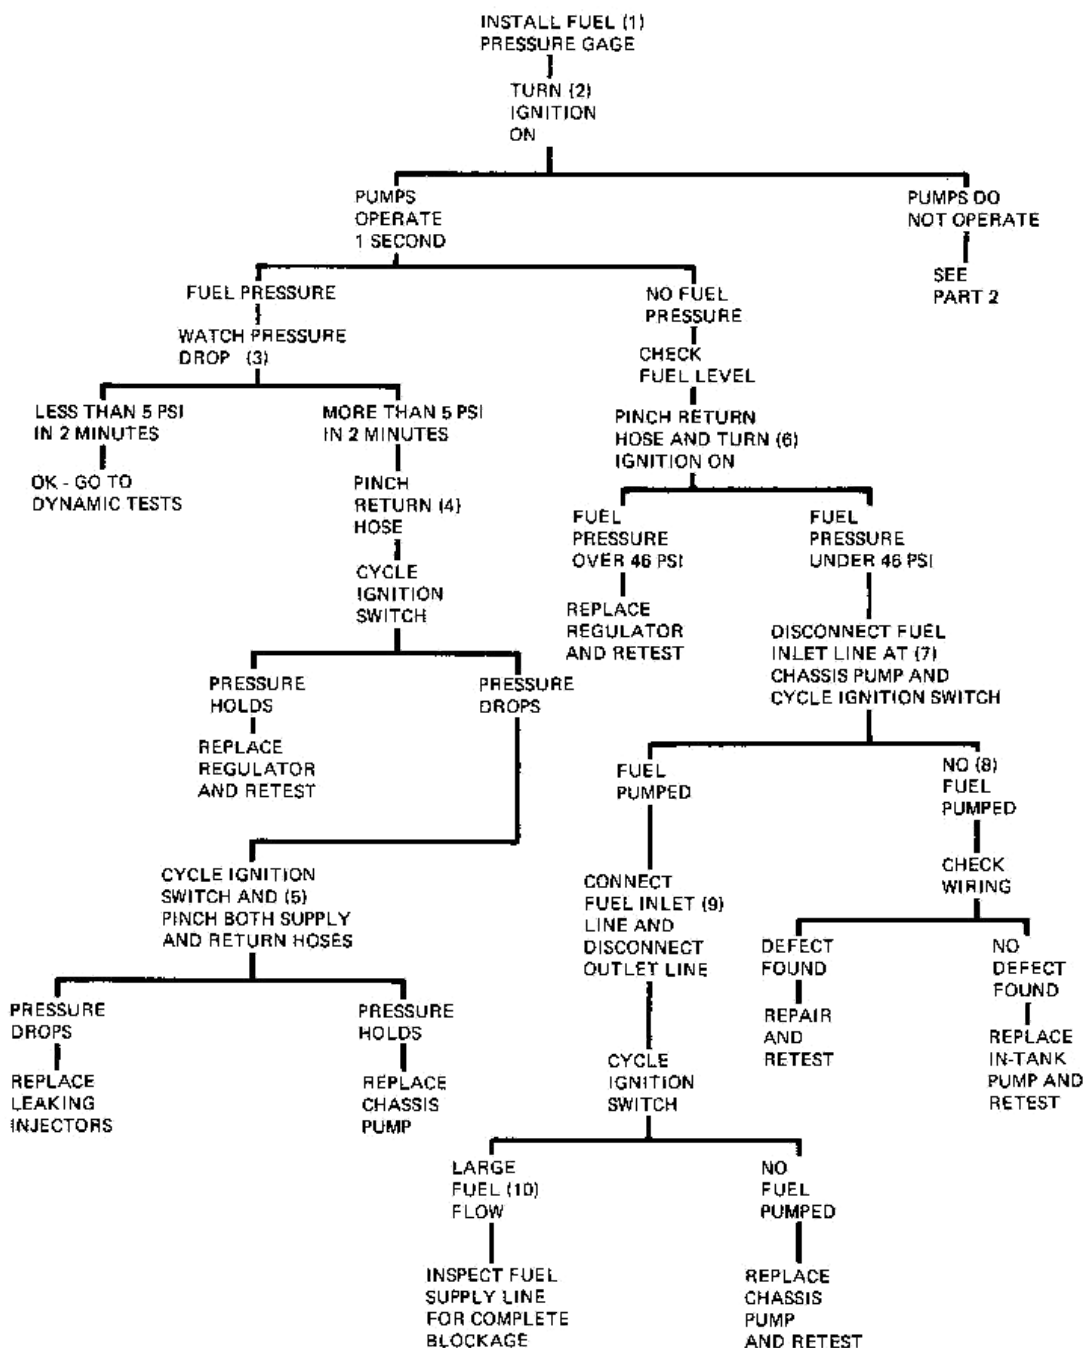 INSTALL FUEL (1)
PRESSURE GAGE
TURN (2)
IGNITION
ON
PUMPS
OPERATE
1 SECOND
PUMPS DO
NOT OPERATE
SEE
PART 2
FUEL PRESSURE
WATCH PRESSURE
DROP (3)
NO FUEL
PRESSURE
CHECK
FUEL LEVEL
LESS THAN 5 PSI
IN 2 MINUTES
OK - GO TO
DYNAMIC TESTS
MORE THAN 5 PSI
IN 2 MINUTES
PINCH
RETURN (4)
HOSE
CYCLE
IGNITION
SWITCH
PINCH RETURN
HOSE AND TURN (6)
IGNITION ON
FUEL
PRESSURE
OVER 46 PSI
REPLACE
REGULATOR
AND RETEST
FUEL
PRESSURE
UNDER 46 PSI
DISCONNECT FUEL
INLET LINE AT (7)
CHASSIS PUMP AND
CYCLE IGNITION SWITCH
PRESSURE
HOLDS
REPLACE
REGULATOR
AND RETEST
PRESSURE
DROPS
CYCLE IGNITION
SWITCH AND (5)
PINCH BOTH SUPPLY
AND RETURN HOSES
PRESSURE
DROPS
REPLACE
LEAKING
INJECTORS
PRESSURE
HOLDS
REPLACE
CHASSIS
PUMP
FUEL
PUMPED
CONNECT
FUEL INLET (9)
LINE AND
DISCONNECT
OUTLET LINE
CYCLE
IGNITION
SWITCH
NO (8)
FUEL
PUMPED
CHECK
WIRING
DEFECT
FOUND
REPAIR
AND
RETEST
NO
DEFECT
FOUND
REPLACE
IN-TANK
PUMP AND
RETEST
LARGE
FUEL (10)
FLOW
INSPECT FUEL
SUPPLY LINE
FOR COMPLETE
BLOCKAGE
NO
FUEL
PUMPED
REPLACE
CHASSIS
PUMP
AND RETEST